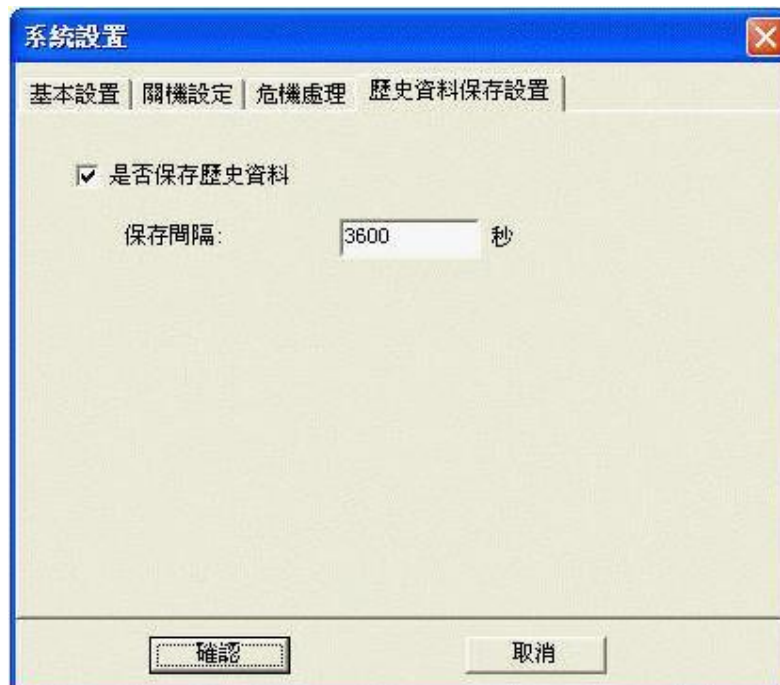 系統設置
基本設置 關機設定 危機處理 歷史資料保存設置
是否保存歷史資料
保存間隔: 3600 秒
確認 取消